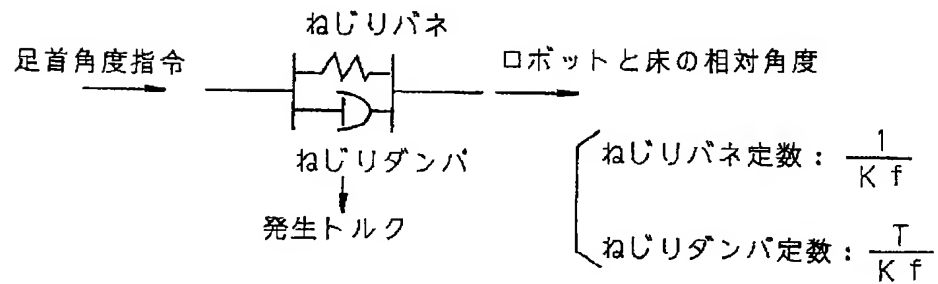 ねじりバネ
足首角度指令
ロボットと床の相対角度
ねじりダンパ
発生トルク
ねじりバネ定数: 1/Kf
ねじりダンパ定数: T/Kf